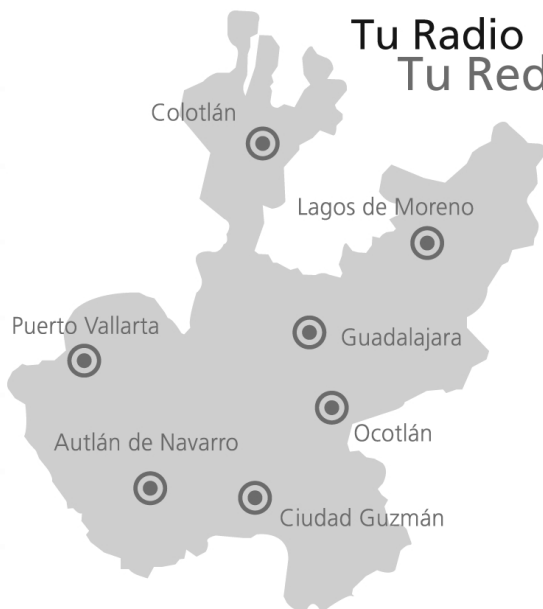 Tu Radio
Tu Red
Colotlán
Lagos de Moreno
Puerto Vallarta
Guadalajara
Ocotlán
Autlán de Navarro
Ciudad Guzmán